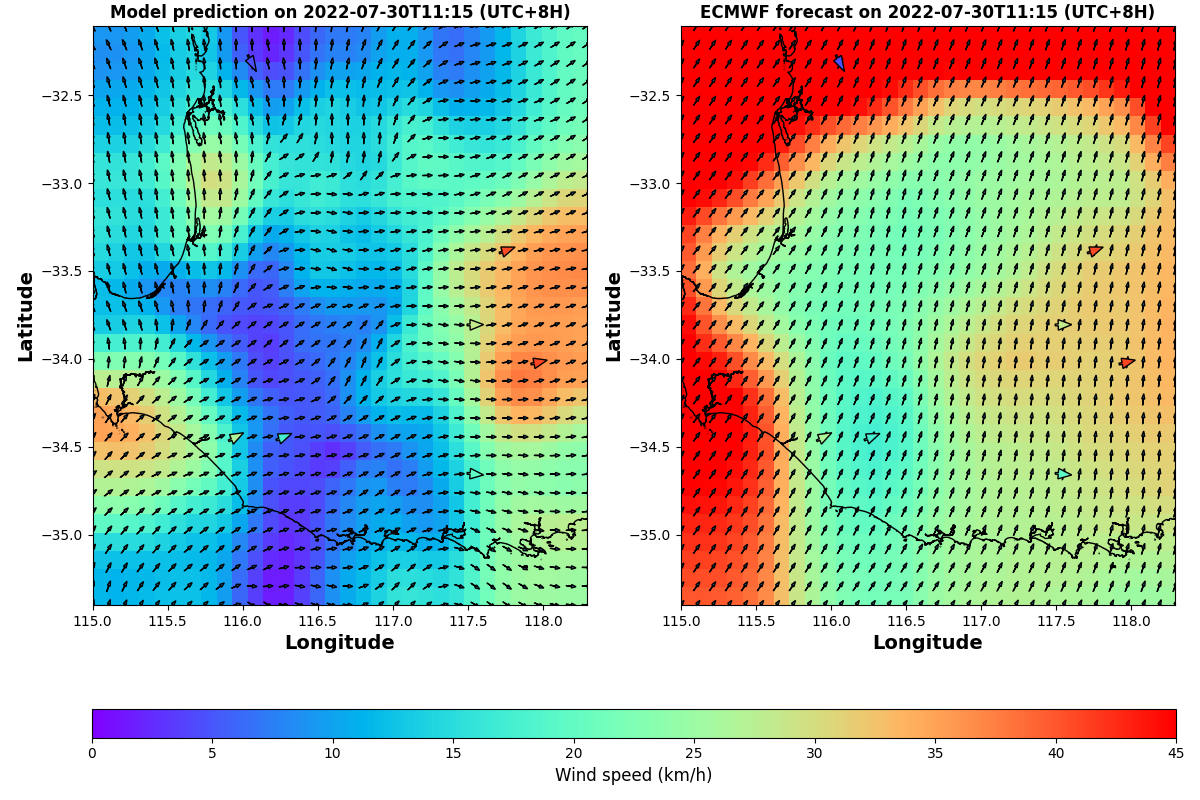 Model prediction on 2022-07-30T11:15 (UTC+8H)
ECMWF forecast on 2022-07-30T11:15 (UTC+8H)
Latitude
−32.5
−33.0
−33.5
−34.0
−34.5
−35.0
115.0 115.5 116.0 116.5 117.0 117.5 118.0
Longitude
Latitude
−32.5
−33.0
−33.5
−34.0
−34.5
−35.0
115.0 115.5 116.0 116.5 117.0 117.5 118.0
Longitude
0 5 10 15 20 25 30 35 40 45
Wind speed (km/h)